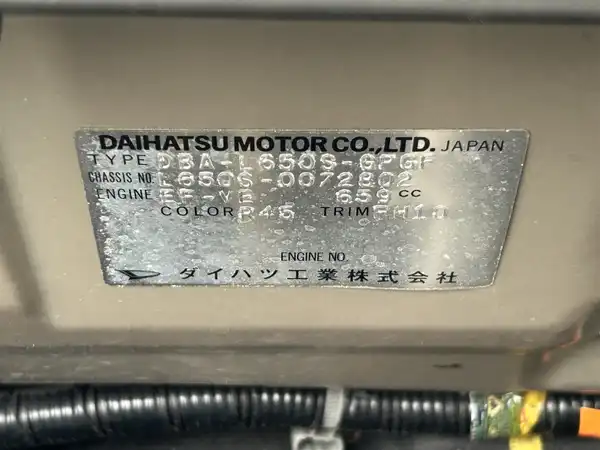 DAIHATSU MOTOR CO.,LTD. JAPAN
TYPE DBA-L650S-GPGF
CHASSIS NO. L650S-0072802
ENGINE EF-VE 659 CC
COLOR R46 TRIM FH10
ENGINE NO.
ダイハツ工業株式会社